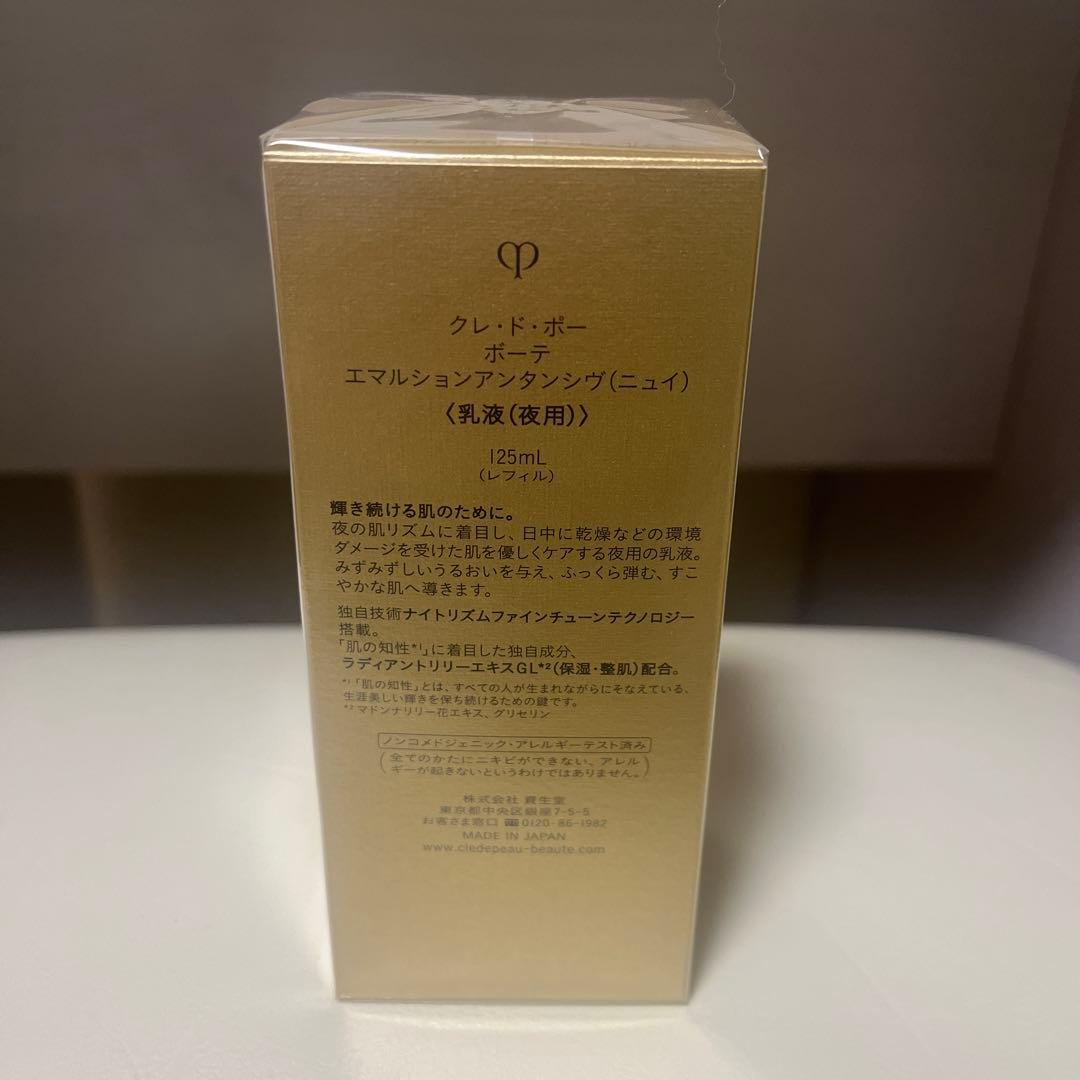 クレ・ド・ポー
ボーテ
エマルションアンタンシヴ(ニュイ)
〈乳液(夜用)〉
125mL
(レフィル)
輝き続ける肌のために。
夜の肌リズムに着目し、日中に乾燥などの環境
ダメージを受けた肌を優しくケアする夜用の乳液。
みずみずしいうるおいを与え、ふっくら弾む、すこ
やかな肌へ導きます。
独自技術ナイトリズムファインチューンテクノロジー
搭載。
「肌の知性*1」に着目した独自成分、
ラディアントリリーエキスGL*2(保湿・整肌)配合。
*1「肌の知性」とは、すべての人が生まれながらにそなえている、
生涯美しい輝きを保ち続けるための鍵です。
*2 マドンナリリー花エキス、グリセリン
ノンコメドジェニック・アレルギーテスト済み
(全てのかたにニキビができない、アレル
ギーが起きないというわけではありません。)
株式会社 資生堂
東京都中央区銀座7-5-5
お客さま窓口 ☎0120-86-1982
MADE IN JAPAN
www.cledepeau-beaute.com